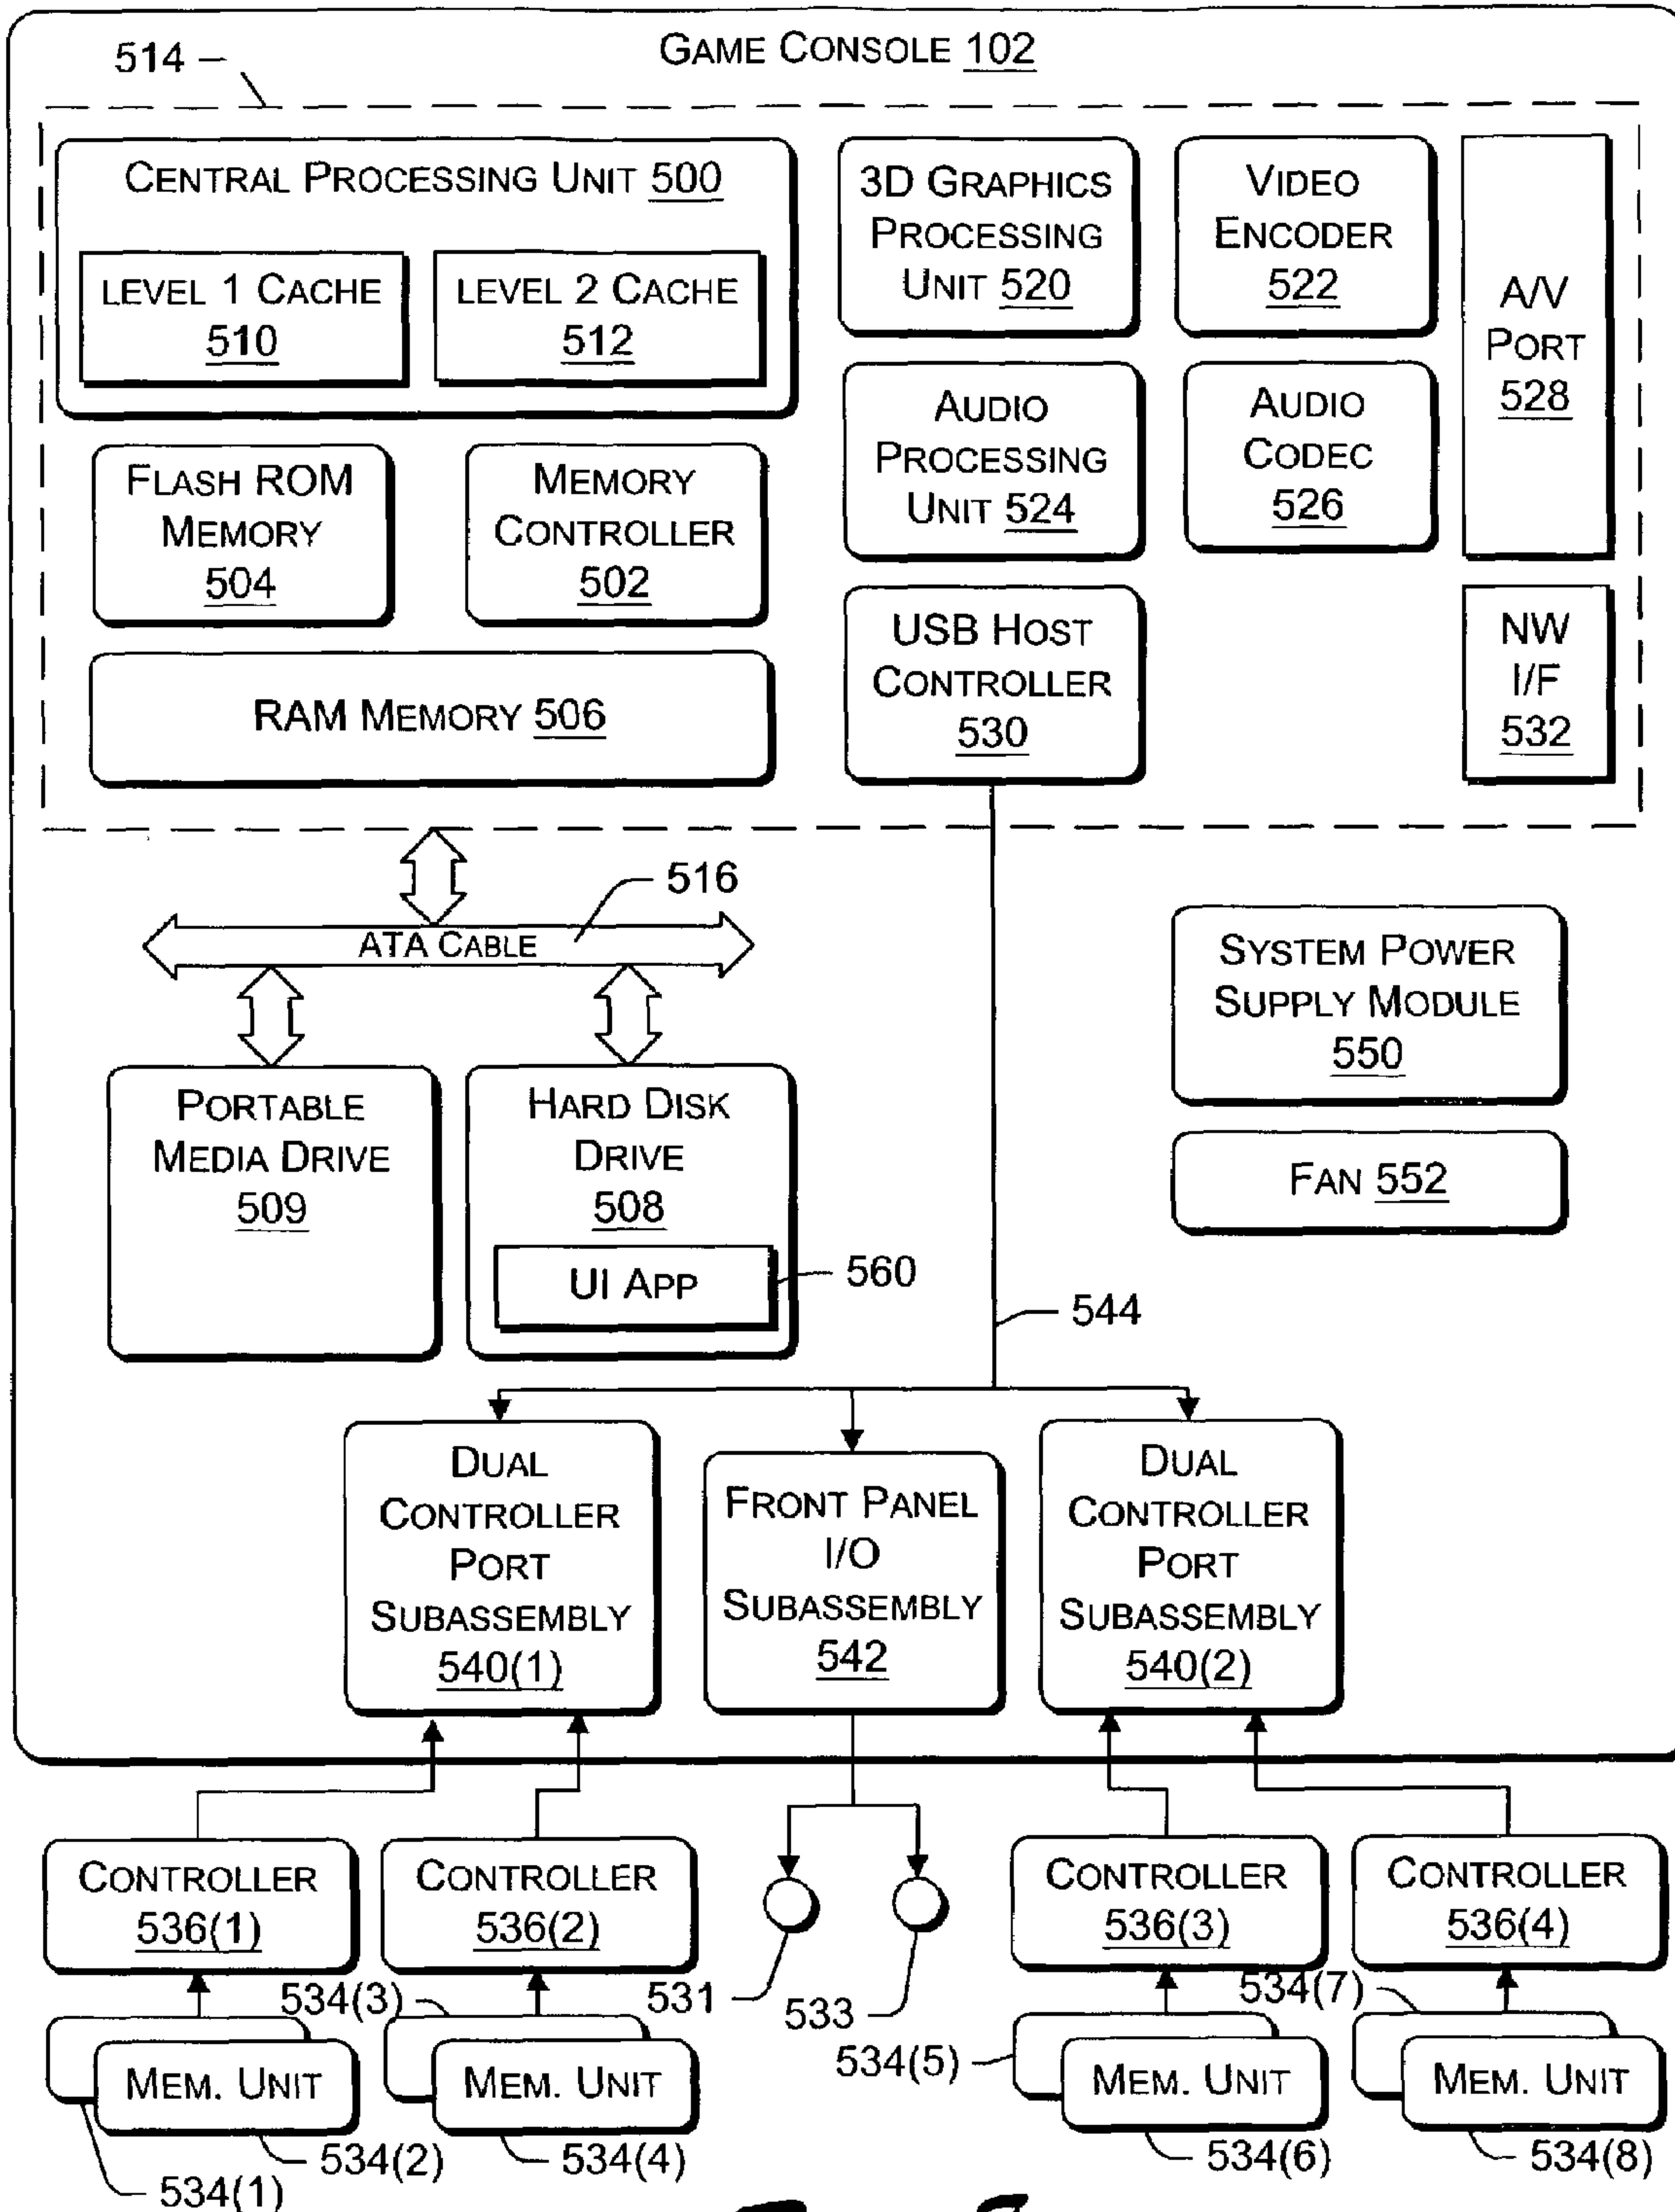 GAME CONSOLE 102
514
CENTRAL PROCESSING UNIT 500
LEVEL 1 CACHE
510
LEVEL 2 CACHE
512
3D GRAPHICS
PROCESSING
UNIT 520
VIDEO
ENCODER
522
A/V
PORT
528
AUDIO
PROCESSING
UNIT 524
AUDIO
CODEC
526
FLASH ROM
MEMORY
504
MEMORY
CONTROLLER
502
USB HOST
CONTROLLER
530
NW
I/F
532
RAM MEMORY 506
516
ATA CABLE
SYSTEM POWER
SUPPLY MODULE
550
PORTABLE
MEDIA DRIVE
509
HARD DISK
DRIVE
508
UI APP
560
FAN 552
544
DUAL
CONTROLLER
PORT
SUBASSEMBLY
540(1)
FRONT PANEL
I/O
SUBASSEMBLY
542
DUAL
CONTROLLER
PORT
SUBASSEMBLY
540(2)
CONTROLLER
536(1)
CONTROLLER
536(2)
CONTROLLER
536(3)
CONTROLLER
536(4)
534(3)
531
533
534(7)
534(5)
MEM. UNIT
MEM. UNIT
MEM. UNIT
MEM. UNIT
534(1)
534(2)
534(4)
534(6)
534(8)